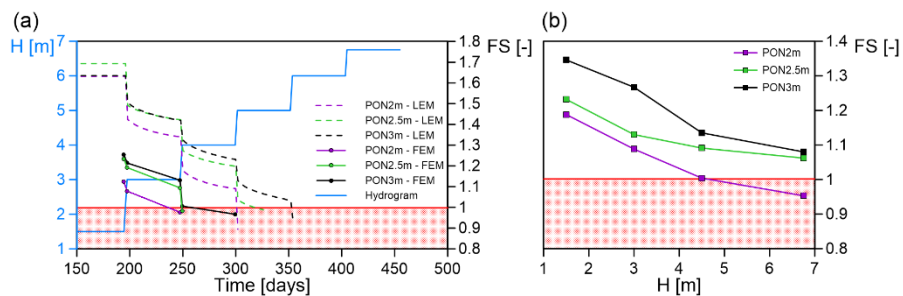 (a)
H [m]
FS [-]
7
6
5
4
3
2
1
1.8
1.7
1.6
1.5
1.4
1.3
1.2
1.1
1
0.9
0.8
PON2m - LEM
PON2.5m - LEM
PON3m - LEM
PON2m - FEM
PON2.5m - FEM
PON3m - FEM
Hydrogram
150 200 250 300 350 400 450 500
Time [days]
(b)
FS [-]
PON2m
PON2.5m
PON3m
1.4
1.3
1.2
1.1
1
0.9
0.8
1 2 3 4 5 6 7
H [m]